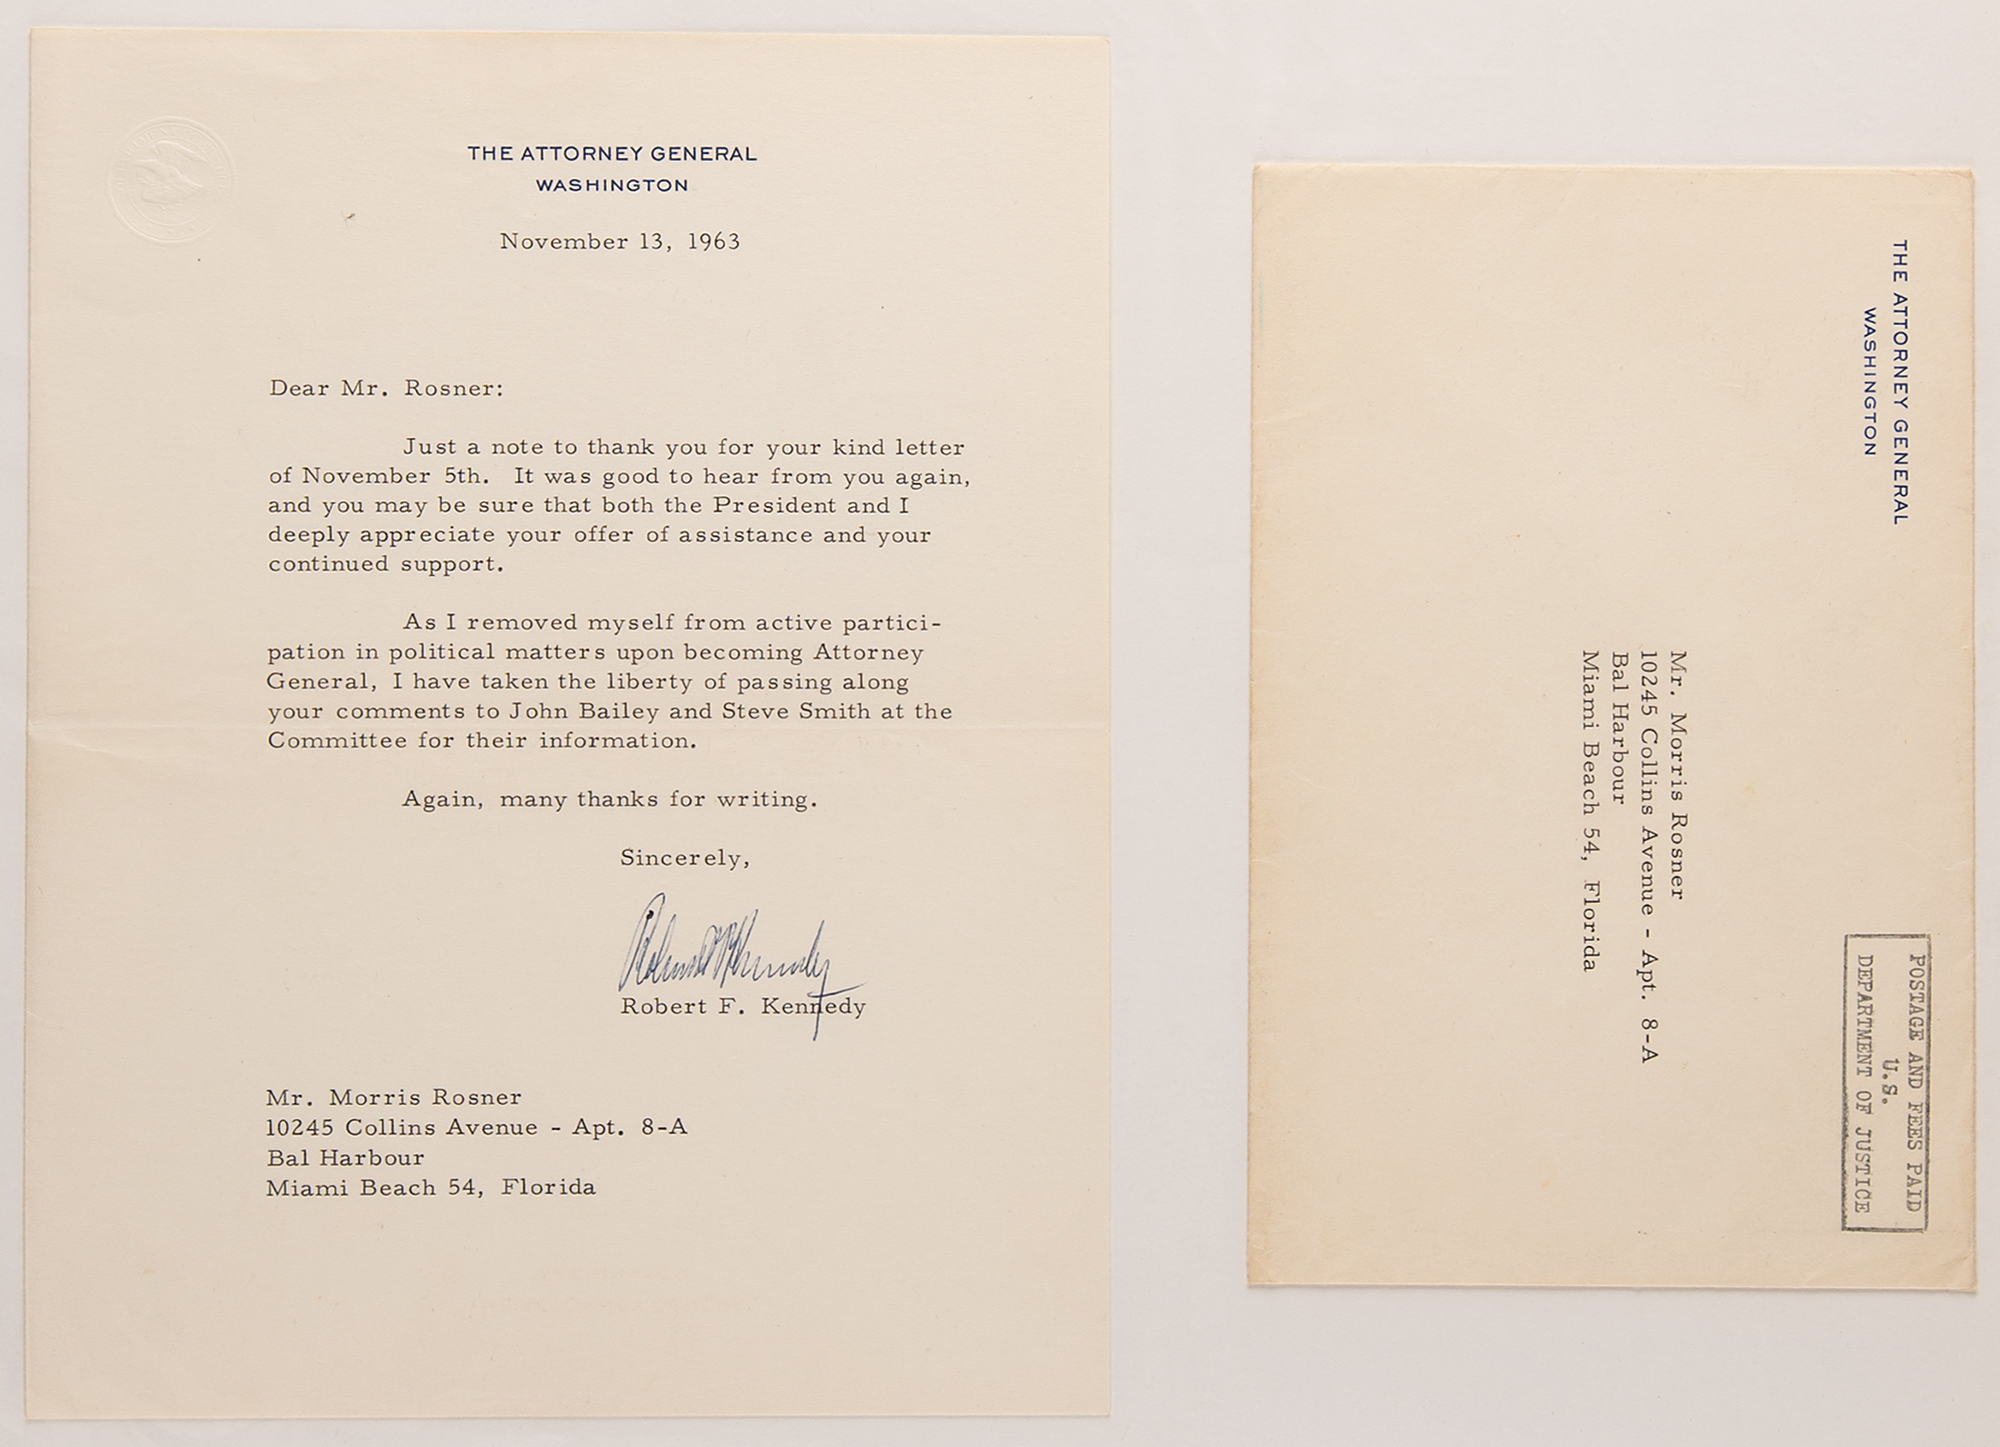 THE ATTORNEY GENERAL
WASHINGTON
November 13, 1963
Dear Mr. Rosner:
Just a note to thank you for your kind letter
of November 5th. It was good to hear from you again,
and you may be sure that both the President and I
deeply appreciate your offer of assistance and your
continued support.
As I removed myself from active partici-
pation in political matters upon becoming Attorney
General, I have taken the liberty of passing along
your comments to John Bailey and Steve Smith at the
Committee for their information.
Again, many thanks for writing.
Sincerely,
Robert F. Kennedy
Mr. Morris Rosner
10245 Collins Avenue - Apt. 8-A
Bal Harbour
Miami Beach 54, Florida
THE ATTORNEY GENERAL
WASHINGTON
POSTAGE AND FEES PAID
U.S.
DEPARTMENT OF JUSTICE
Mr. Morris Rosner
10245 Collins Avenue - Apt. 8-A
Bal Harbour
Miami Beach 54, Florida